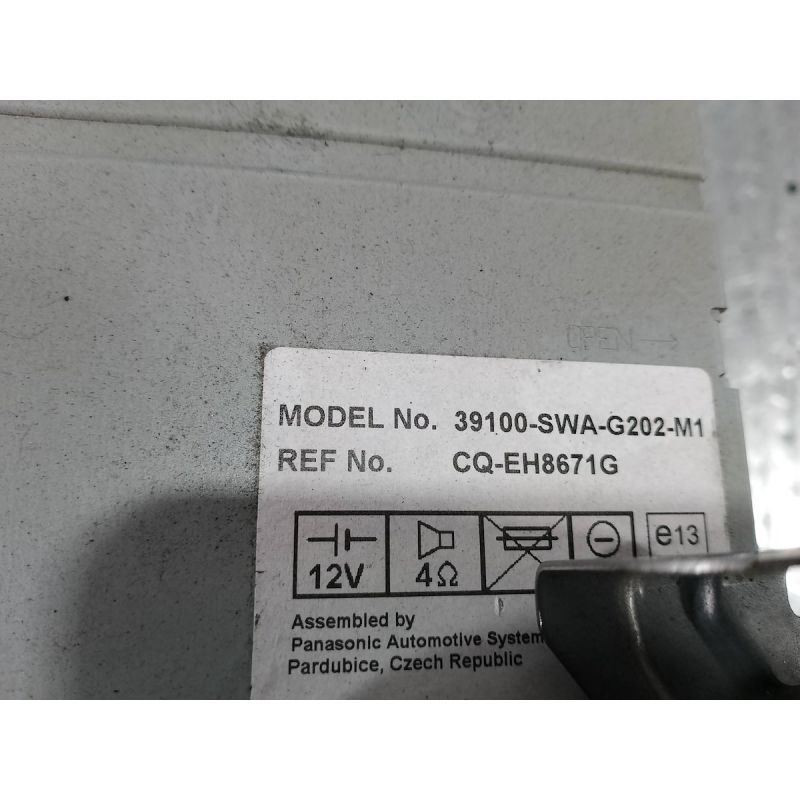 OPEN
MODEL No. 39100-SWA-G202-M1
REF No. CQ-EH8671G
12V 4Ω e13
Assembled by
Panasonic Automotive System
Pardubice, Czech Republic